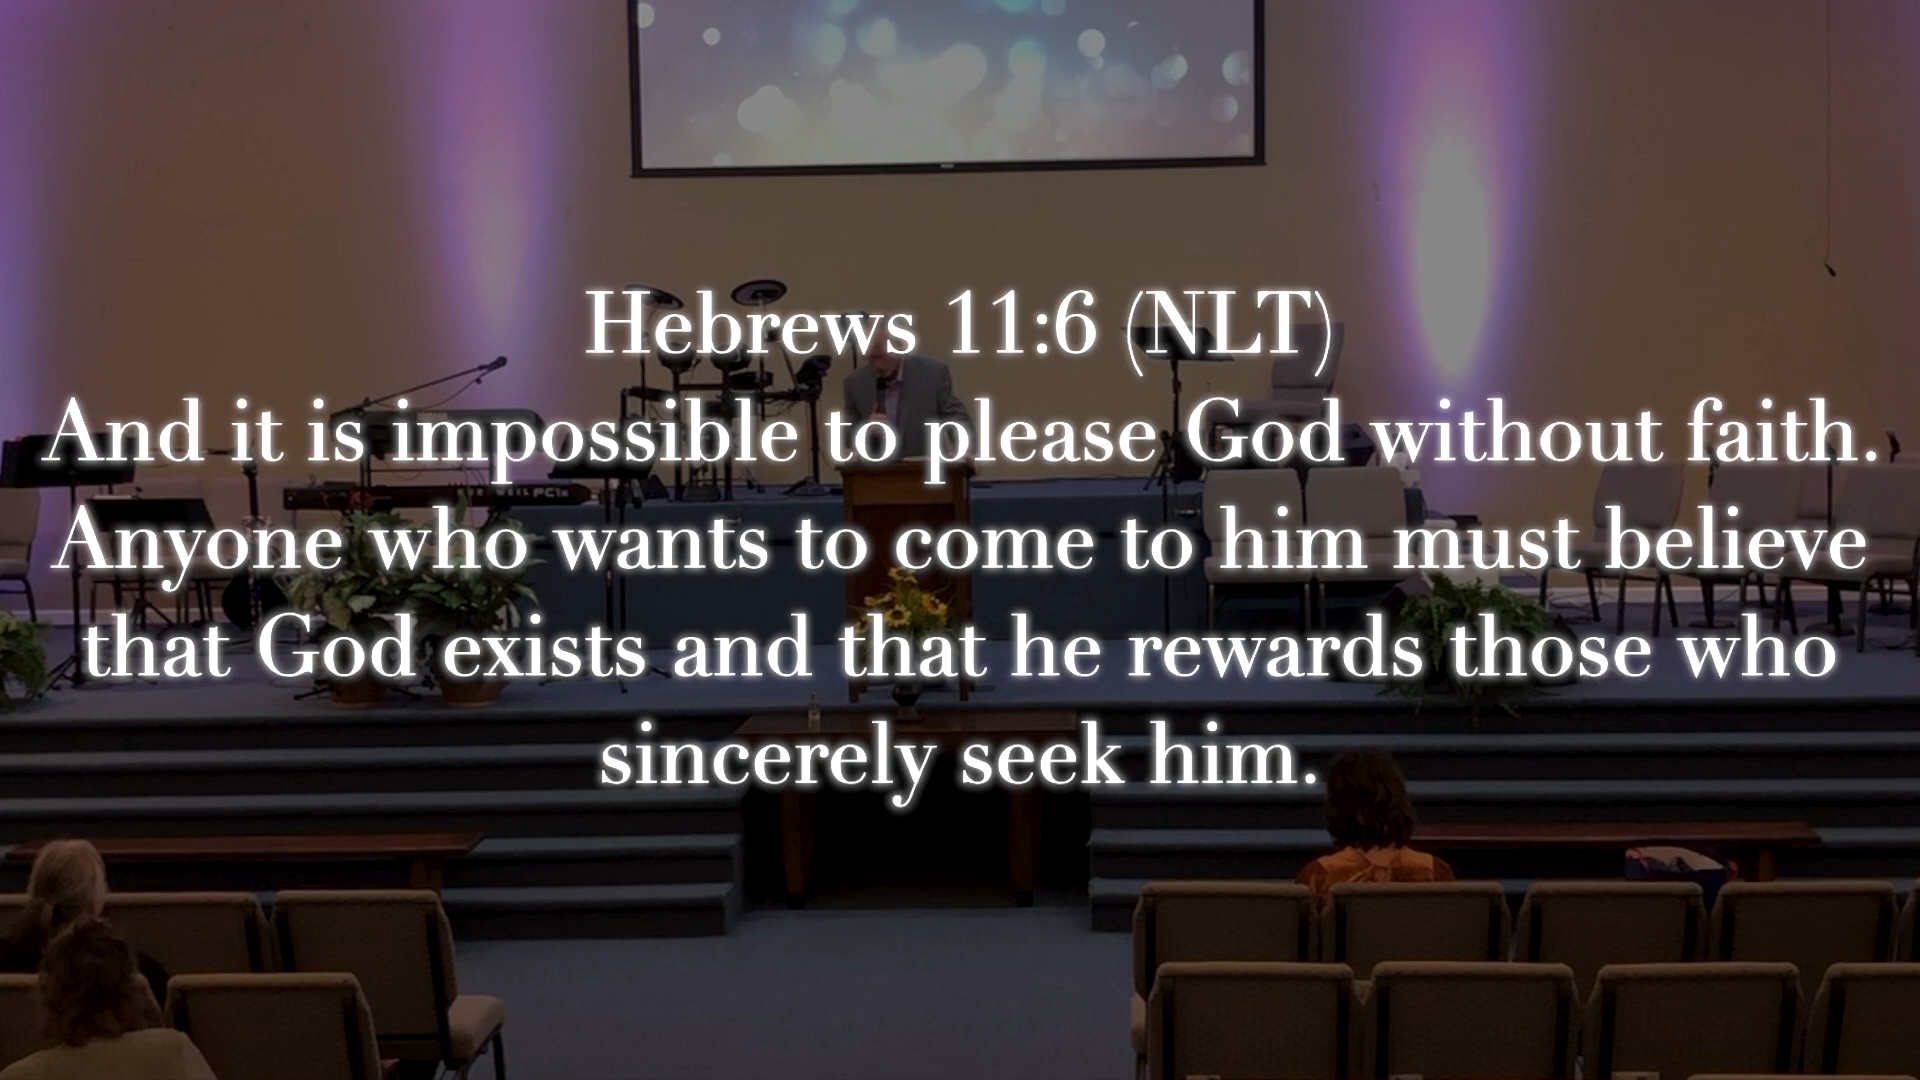 Hebrews 11:6 (NLT)
And it is impossible to please God without faith.
Anyone who wants to come to him must believe
that God exists and that he rewards those who
sincerely seek him.
PC1x